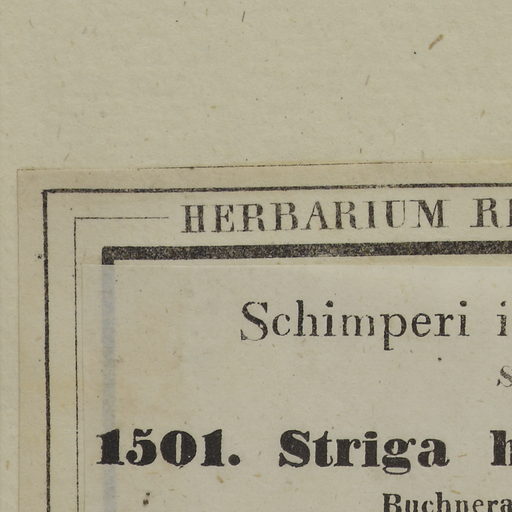 HERBARIUM
Schimperi
1501. Striga
Buchnera